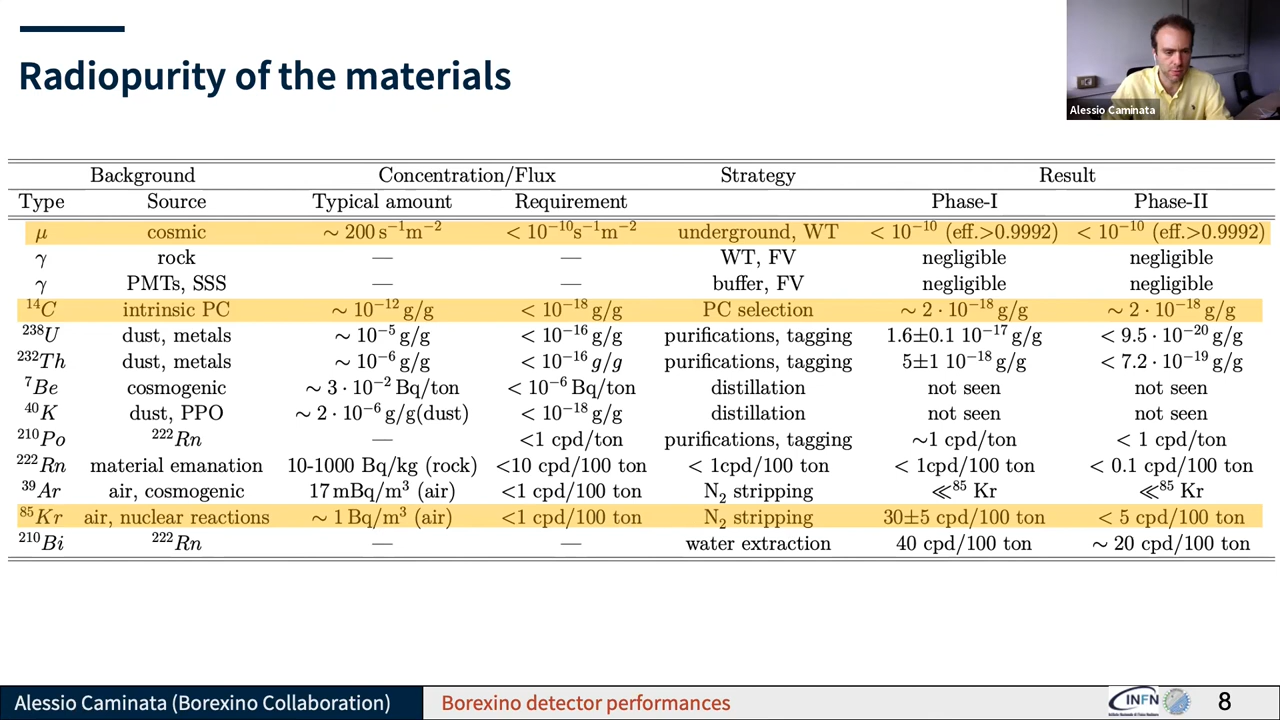 Radiopurity of the materials
Alessio Caminata
Background Concentration/Flux Strategy Result
Type Source Typical amount Requirement Phase-I Phase-II
μ cosmic ∼ 200 s⁻¹m⁻² < 10⁻¹⁰s⁻¹m⁻² underground, WT < 10⁻¹⁰ (eff.>0.9992) < 10⁻¹⁰ (eff.>0.9992)
γ rock — — WT, FV negligible negligible
γ PMTs, SSS — — buffer, FV negligible negligible
¹⁴C intrinsic PC ∼ 10⁻¹² g/g < 10⁻¹⁸ g/g PC selection ∼ 2 · 10⁻¹⁸ g/g ∼ 2 · 10⁻¹⁸ g/g
²³⁸U dust, metals ∼ 10⁻⁵ g/g < 10⁻¹⁶ g/g purifications, tagging 1.6±0.1 10⁻¹⁷ g/g < 9.5 · 10⁻²⁰ g/g
²³²Th dust, metals ∼ 10⁻⁶ g/g < 10⁻¹⁶ g/g purifications, tagging 5±1 10⁻¹⁸ g/g < 7.2 · 10⁻¹⁹ g/g
⁷Be cosmogenic ∼ 3 · 10⁻² Bq/ton < 10⁻⁶ Bq/ton distillation not seen not seen
⁴⁰K dust, PPO ∼ 2 · 10⁻⁶ g/g(dust) < 10⁻¹⁸ g/g distillation not seen not seen
²¹⁰Po ²²²Rn — <1 cpd/ton purifications, tagging ∼1 cpd/ton < 1 cpd/ton
²²²Rn material emanation 10-1000 Bq/kg (rock) <10 cpd/100 ton < 1cpd/100 ton < 1cpd/100 ton < 0.1 cpd/100 ton
³⁹Ar air, cosmogenic 17 mBq/m³ (air) <1 cpd/100 ton N₂ stripping ≪⁸⁵ Kr ≪⁸⁵ Kr
⁸⁵Kr air, nuclear reactions ∼ 1 Bq/m³ (air) <1 cpd/100 ton N₂ stripping 30±5 cpd/100 ton < 5 cpd/100 ton
²¹⁰Bi ²²²Rn — — water extraction 40 cpd/100 ton ∼ 20 cpd/100 ton
Alessio Caminata (Borexino Collaboration) Borexino detector performances INFN 8